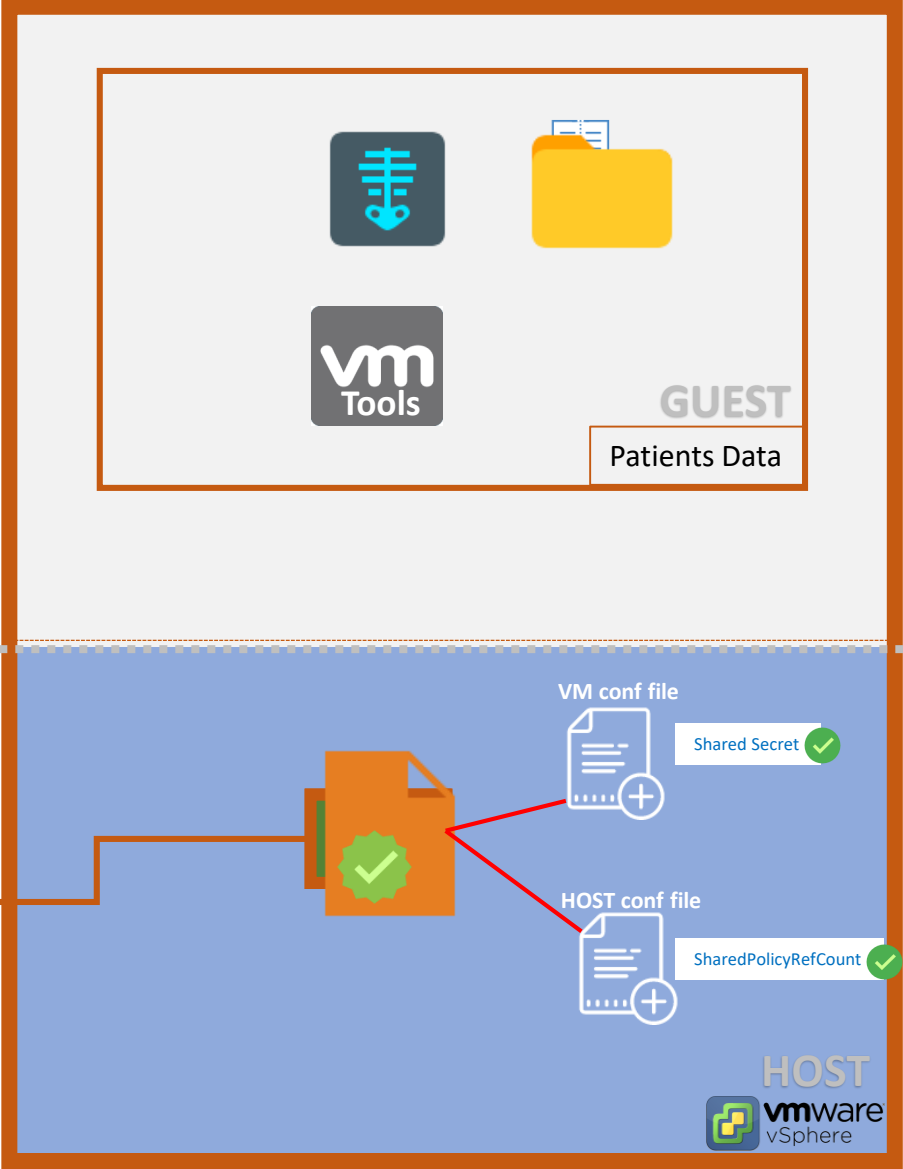 vm
Tools
GUEST
Patients Data
VM conf file
Shared Secret
HOST conf file
SharedPolicyRefCount
HOST
vmware
vSphere